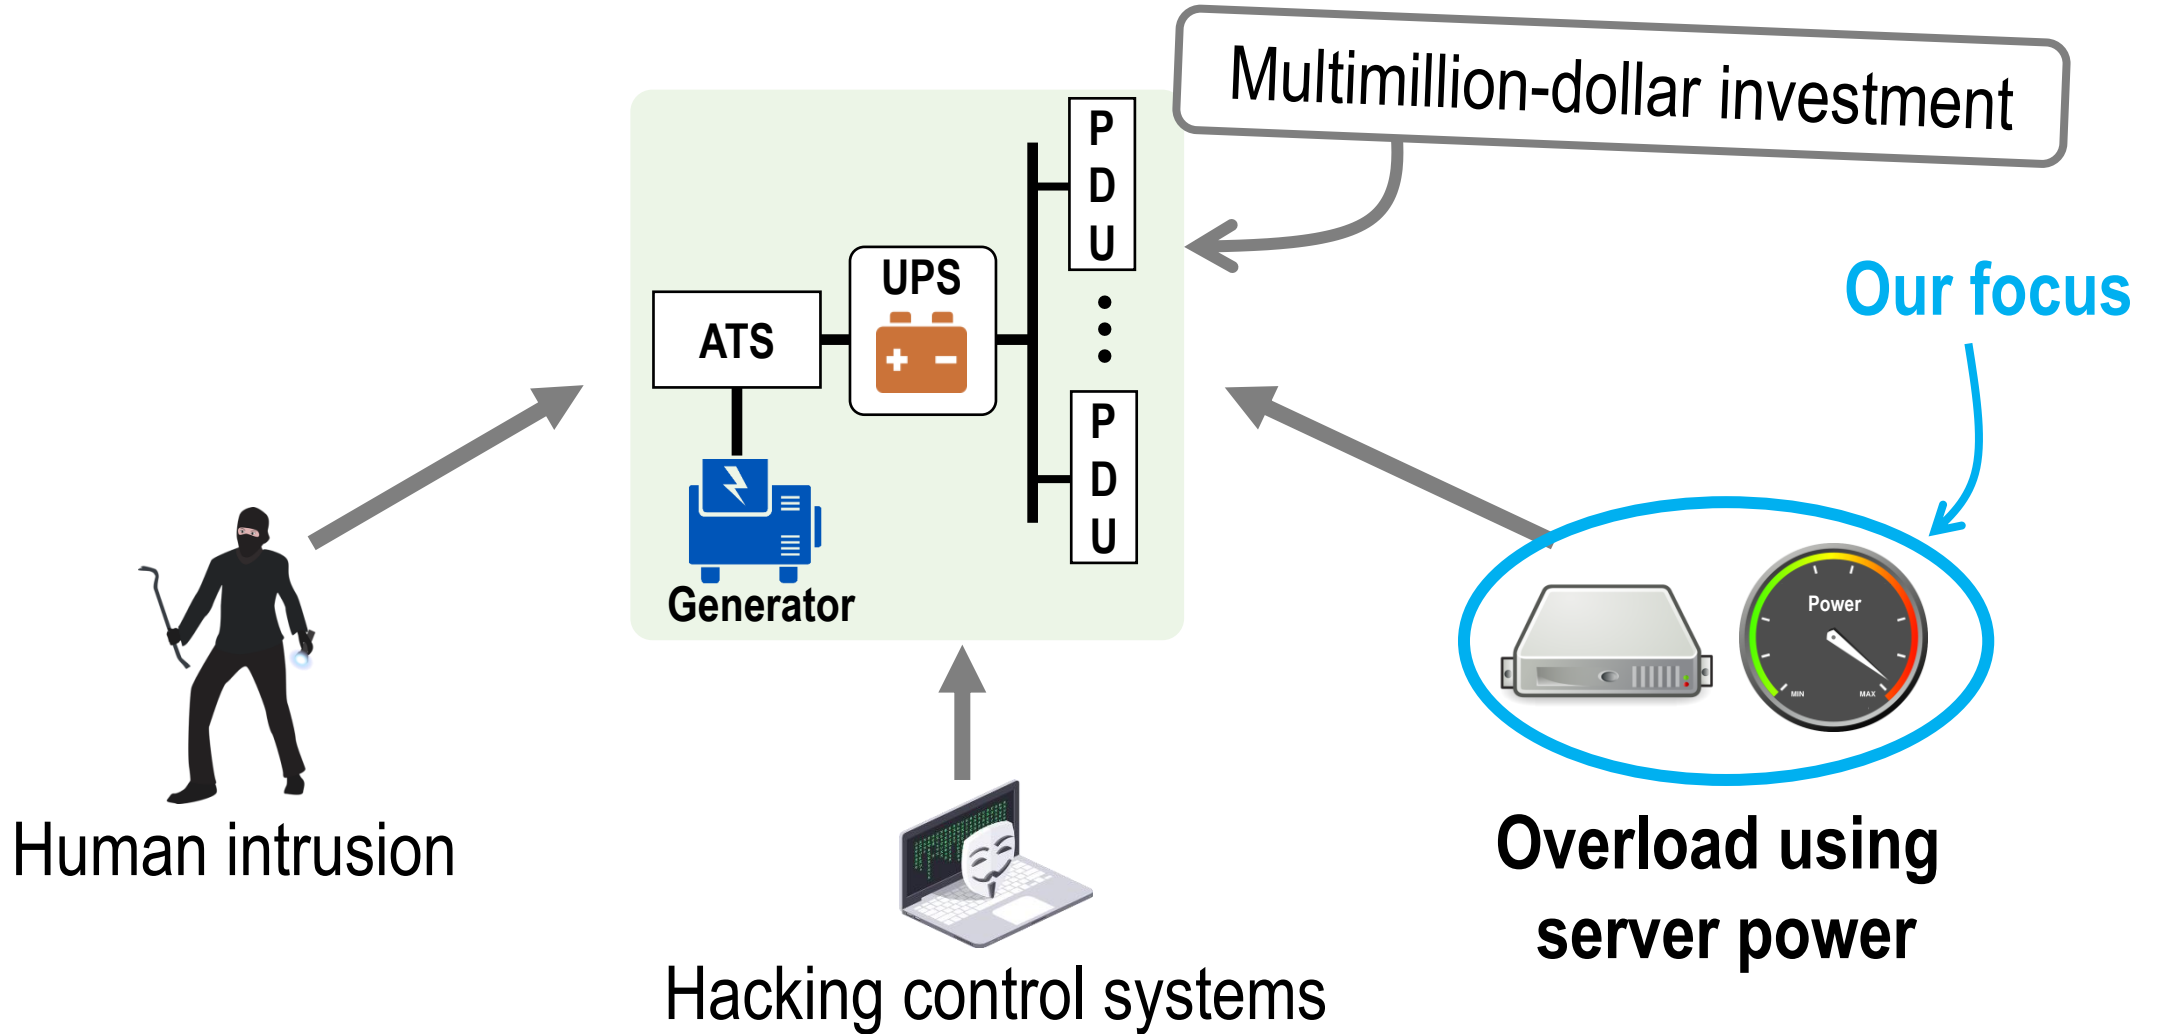 Multimillion-dollar investment
P
D
U
UPS
ATS
Our focus
P
D
U
Generator
Power
MIN
MAX
Human intrusion
Overload using
server power
Hacking control systems